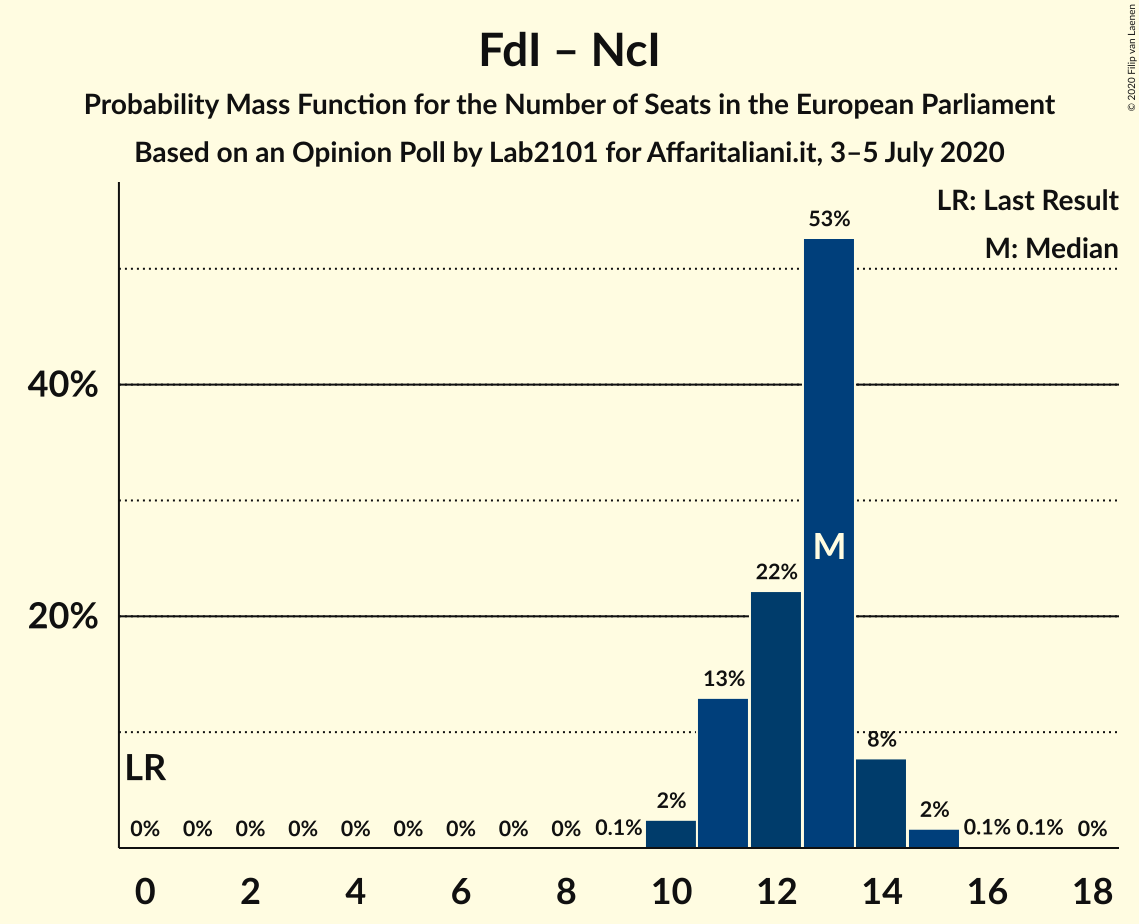 FdI – NcI
Probability Mass Function for the Number of Seats in the European Parliament
Based on an Opinion Poll by Lab2101 for Affaritaliani.it, 3–5 July 2020
© 2020 Filip van Laenen
LR: Last Result
M: Median
53%
40%
M
22%
20%
13%
8%
LR
2%
2%
0% 0% 0% 0% 0% 0% 0% 0% 0% 0.1% 0.1% 0.1% 0%
0 2 4 6 8 10 12 14 16 18